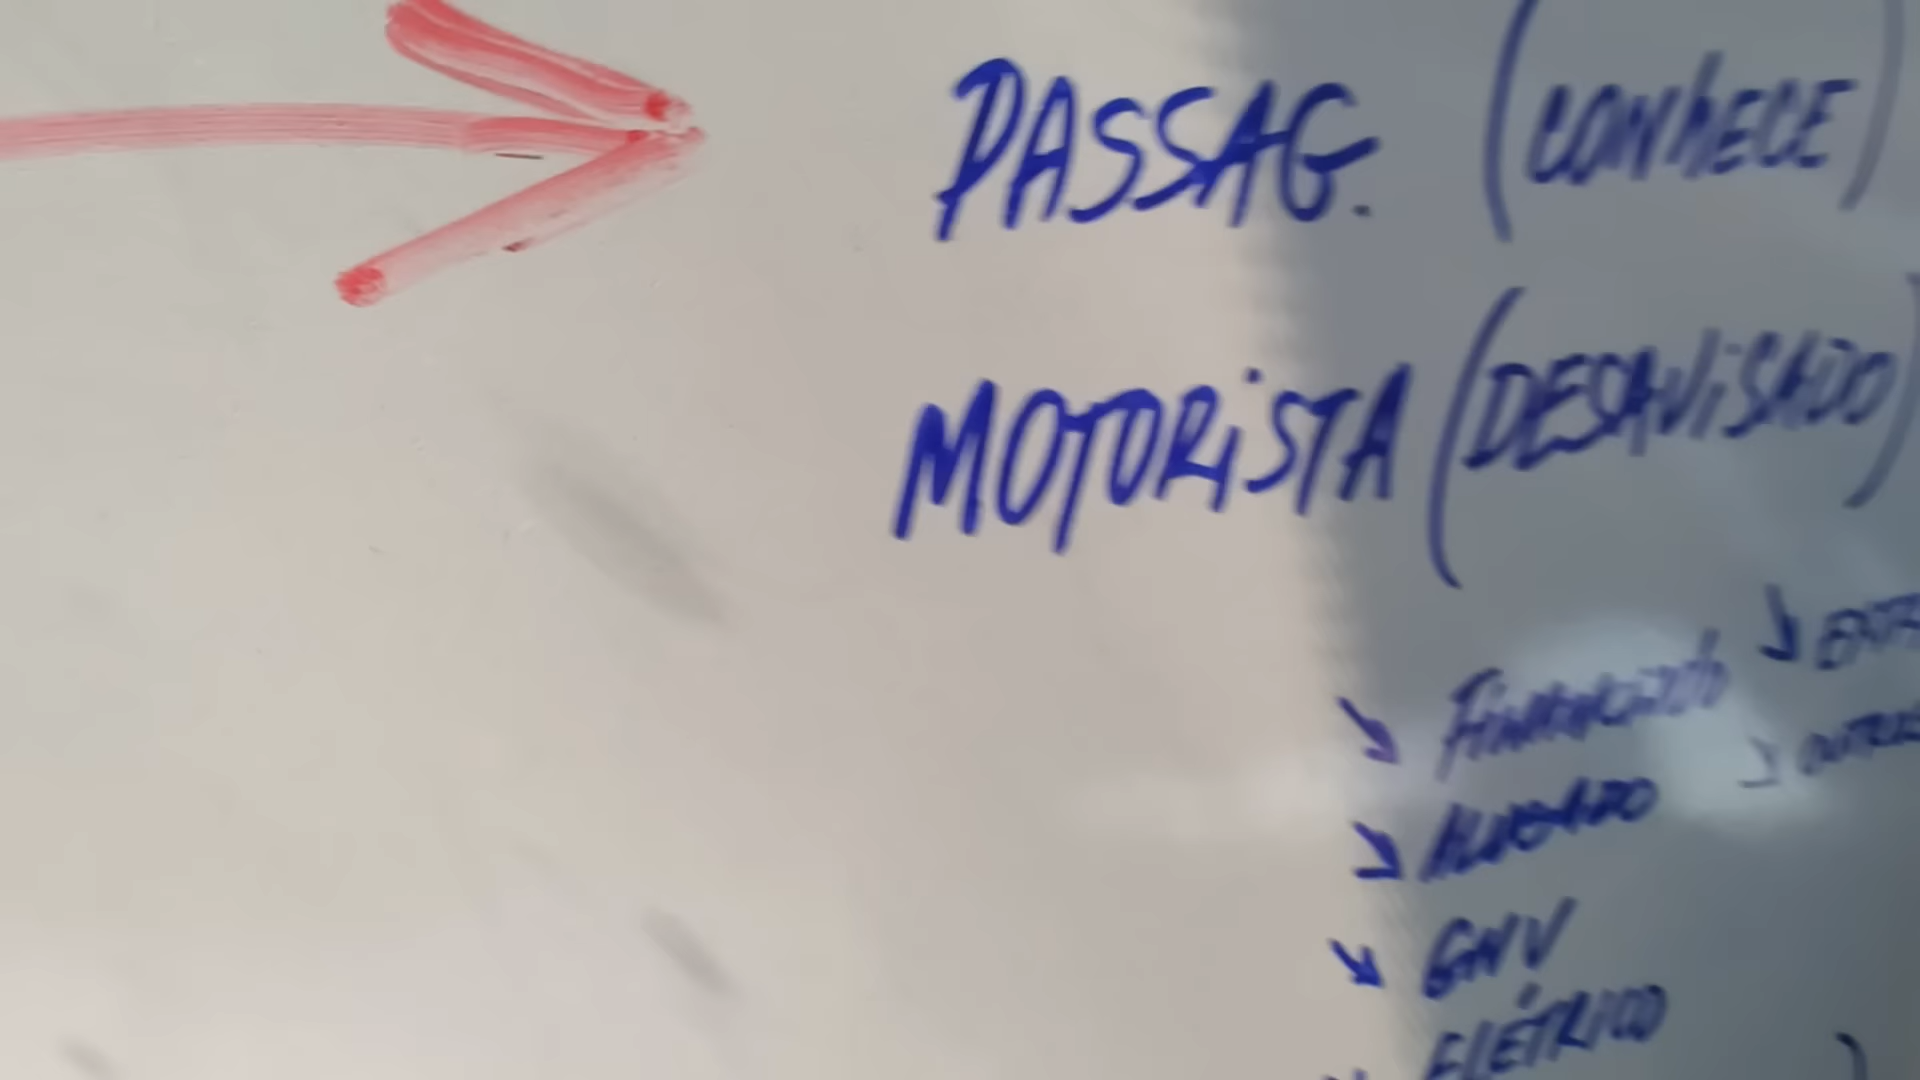 PASSAG. (CONhECE)
MOTORiSTA (DESAViSADO)
FiNANCiADO
ALUGADO
GNV
ELÉTRICO